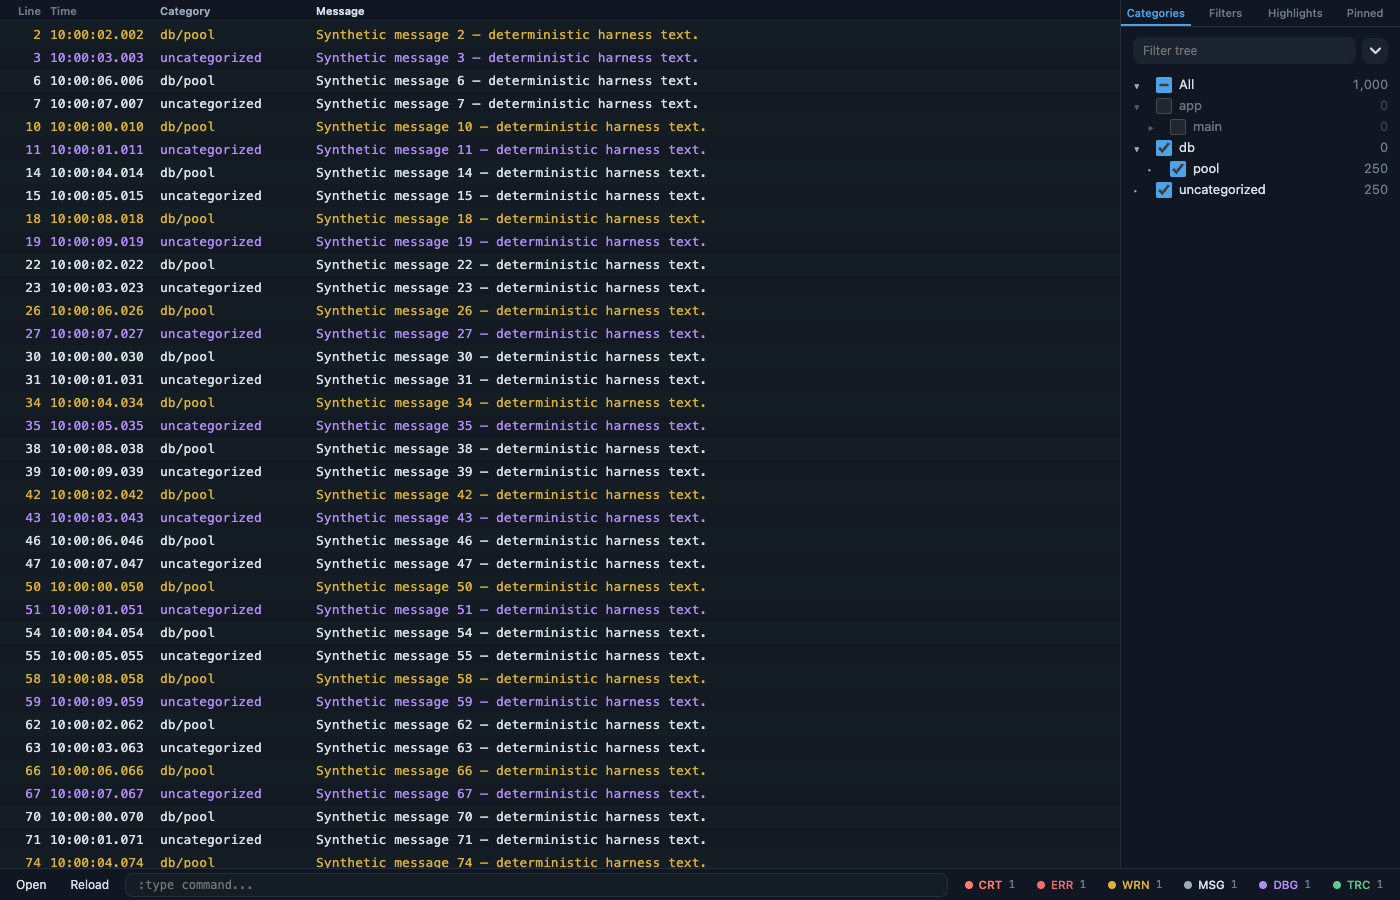 Line Time Category Message
2 10:00:02.002 db/pool Synthetic message 2 — deterministic harness text.
3 10:00:03.003 uncategorized Synthetic message 3 — deterministic harness text.
6 10:00:06.006 db/pool Synthetic message 6 — deterministic harness text.
7 10:00:07.007 uncategorized Synthetic message 7 — deterministic harness text.
10 10:00:00.010 db/pool Synthetic message 10 — deterministic harness text.
11 10:00:01.011 uncategorized Synthetic message 11 — deterministic harness text.
14 10:00:04.014 db/pool Synthetic message 14 — deterministic harness text.
15 10:00:05.015 uncategorized Synthetic message 15 — deterministic harness text.
18 10:00:08.018 db/pool Synthetic message 18 — deterministic harness text.
19 10:00:09.019 uncategorized Synthetic message 19 — deterministic harness text.
22 10:00:02.022 db/pool Synthetic message 22 — deterministic harness text.
23 10:00:03.023 uncategorized Synthetic message 23 — deterministic harness text.
26 10:00:06.026 db/pool Synthetic message 26 — deterministic harness text.
27 10:00:07.027 uncategorized Synthetic message 27 — deterministic harness text.
30 10:00:00.030 db/pool Synthetic message 30 — deterministic harness text.
31 10:00:01.031 uncategorized Synthetic message 31 — deterministic harness text.
34 10:00:04.034 db/pool Synthetic message 34 — deterministic harness text.
35 10:00:05.035 uncategorized Synthetic message 35 — deterministic harness text.
38 10:00:08.038 db/pool Synthetic message 38 — deterministic harness text.
39 10:00:09.039 uncategorized Synthetic message 39 — deterministic harness text.
42 10:00:02.042 db/pool Synthetic message 42 — deterministic harness text.
43 10:00:03.043 uncategorized Synthetic message 43 — deterministic harness text.
46 10:00:06.046 db/pool Synthetic message 46 — deterministic harness text.
47 10:00:07.047 uncategorized Synthetic message 47 — deterministic harness text.
50 10:00:00.050 db/pool Synthetic message 50 — deterministic harness text.
51 10:00:01.051 uncategorized Synthetic message 51 — deterministic harness text.
54 10:00:04.054 db/pool Synthetic message 54 — deterministic harness text.
55 10:00:05.055 uncategorized Synthetic message 55 — deterministic harness text.
58 10:00:08.058 db/pool Synthetic message 58 — deterministic harness text.
59 10:00:09.059 uncategorized Synthetic message 59 — deterministic harness text.
62 10:00:02.062 db/pool Synthetic message 62 — deterministic harness text.
63 10:00:03.063 uncategorized Synthetic message 63 — deterministic harness text.
66 10:00:06.066 db/pool Synthetic message 66 — deterministic harness text.
67 10:00:07.067 uncategorized Synthetic message 67 — deterministic harness text.
70 10:00:00.070 db/pool Synthetic message 70 — deterministic harness text.
71 10:00:01.071 uncategorized Synthetic message 71 — deterministic harness text.
74 10:00:04.074 db/pool Synthetic message 74 — deterministic harness text.
Categories Filters Highlights Pinned
Filter tree
All 1,000
app 0
main 0
db 0
pool 250
uncategorized 250
Open Reload :type command... CRT 1 ERR 1 WRN 1 MSG 1 DBG 1 TRC 1